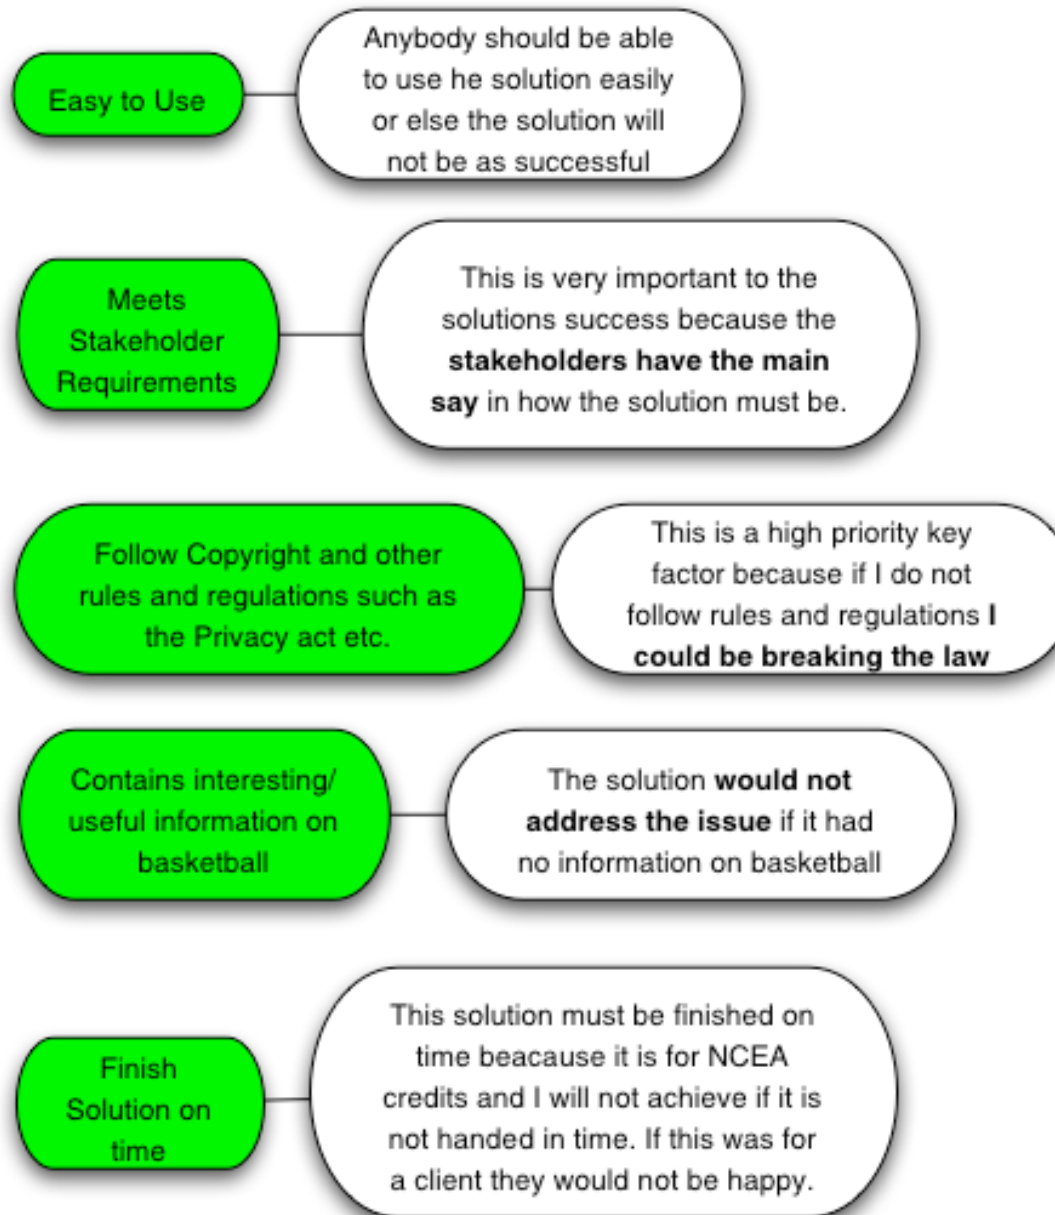 Easy to Use
Anybody should be able
to use he solution easily
or else the solution will
not be as successful
Meets
Stakeholder
Requirements
This is very important to the
solutions success because the
stakeholders have the main
say in how the solution must be.
Follow Copyright and other
rules and regulations such as
the Privacy act etc.
This is a high priority key
factor because if I do not
follow rules and regulations I
could be breaking the law
Contains interesting/
useful information on
basketball
The solution would not
address the issue if it had
no information on basketball
Finish
Solution on
time
This solution must be finished on
time beacause it is for NCEA
credits and I will not achieve if it is
not handed in time. If this was for
a client they would not be happy.